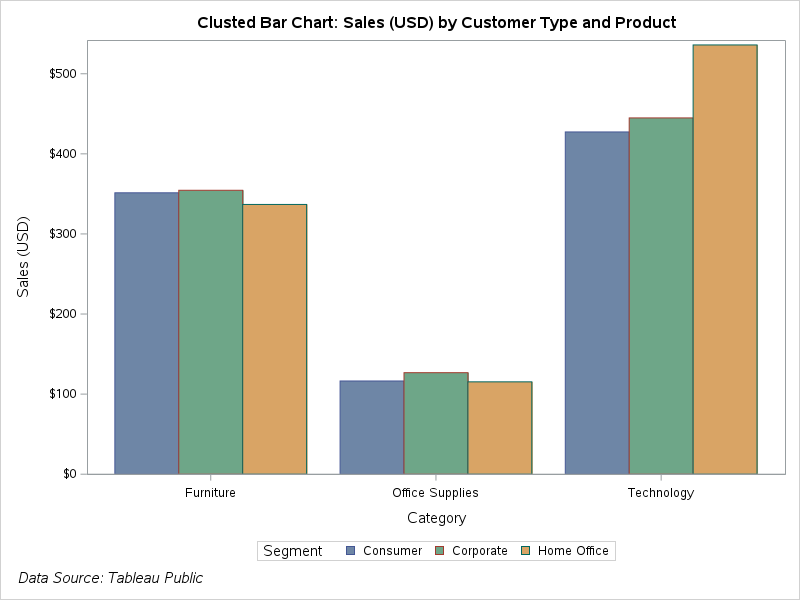 Clusted Bar Chart: Sales (USD) by Customer Type and Product
$500
$400
$300
$200
$100
$0
Sales (USD)
Furniture Office Supplies Technology
Category
Segment Consumer Corporate Home Office
Data Source: Tableau Public